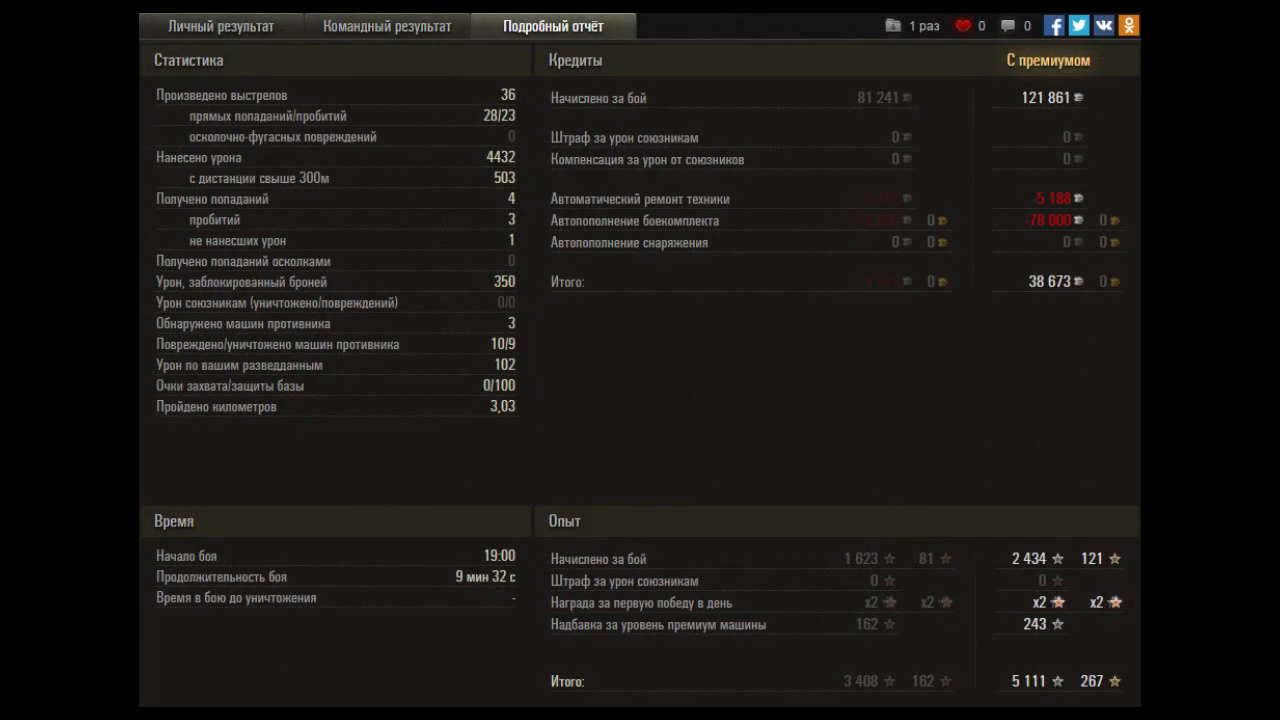 Личный результат Командный результат Подробный отчёт 1 раз 0 0
Статистика
Произведено выстрелов 36
прямых попаданий/пробитий 28/23
осколочно-фугасных повреждений 0
Нанесено урона 4432
с дистанции свыше 300м 503
Получено попаданий 4
пробитий 3
не нанесших урон 1
Получено попаданий осколками 0
Урон, заблокированный броней 350
Урон союзникам (уничтожено/повреждений) 0/0
Обнаружено машин противника 3
Повреждено/уничтожено машин противника 10/9
Урон по вашим разведданным 102
Очки захвата/защиты базы 0/100
Пройдено километров 3,03
Кредиты С премиумом
Начислено за бой 81 241 121 861
Штраф за урон союзникам 0 0
Компенсация за урон от союзников 0 0
Автоматический ремонт техники -5 188
Автопополнение боекомплекта 0 -78 000 0
Автопополнение снаряжения 0 0 0 0
Итого: 0 38 673 0
Время
Начало боя 19:00
Продолжительность боя 9 мин 32 с
Время в бою до уничтожения -
Опыт
Начислено за бой 1 623 81 2 434 121
Штраф за урон союзникам 0 0
Награда за первую победу в день x2 x2 x2 x2
Надбавка за уровень премиум машины 162 243
Итого: 3 408 162 5 111 267